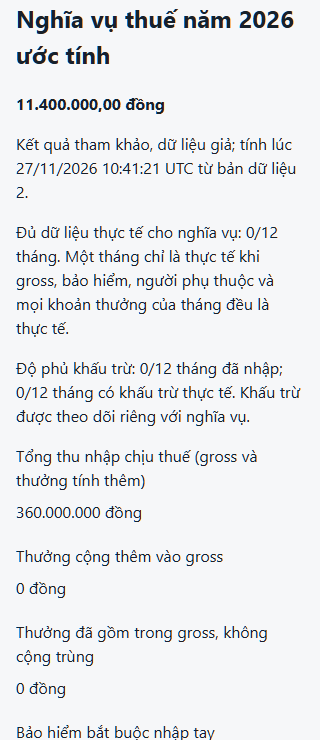 Nghĩa vụ thuế năm 2026
ước tính
11.400.000,00 đồng
Kết quả tham khảo, dữ liệu giả; tính lúc
27/11/2026 10:41:21 UTC từ bản dữ liệu
2.
Đủ dữ liệu thực tế cho nghĩa vụ: 0/12
tháng. Một tháng chỉ là thực tế khi
gross, bảo hiểm, người phụ thuộc và
mọi khoản thưởng của tháng đều là
thực tế.
Độ phủ khấu trừ: 0/12 tháng đã nhập;
0/12 tháng có khấu trừ thực tế. Khấu trừ
được theo dõi riêng với nghĩa vụ.
Tổng thu nhập chịu thuế (gross và
thưởng tính thêm)
360.000.000 đồng
Thưởng cộng thêm vào gross
0 đồng
Thưởng đã gồm trong gross, không
cộng trùng
0 đồng
Bảo hiểm bắt buộc nhập tay